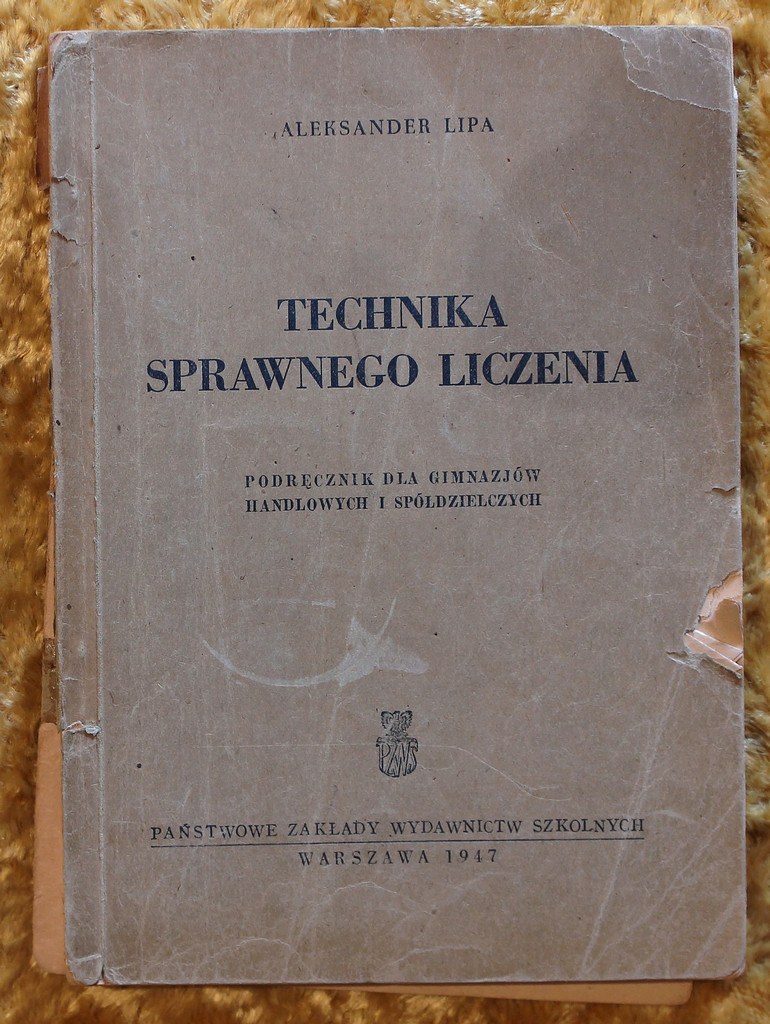 ALEKSANDER LIPA
TECHNIKA
SPRAWNEGO LICZENIA
PODRĘCZNIK DLA GIMNAZJÓW
HANDLOWYCH I SPÓŁDZIELCZYCH
PZWS
PAŃSTWOWE ZAKŁADY WYDAWNICTW SZKOLNYCH
WARSZAWA 1947